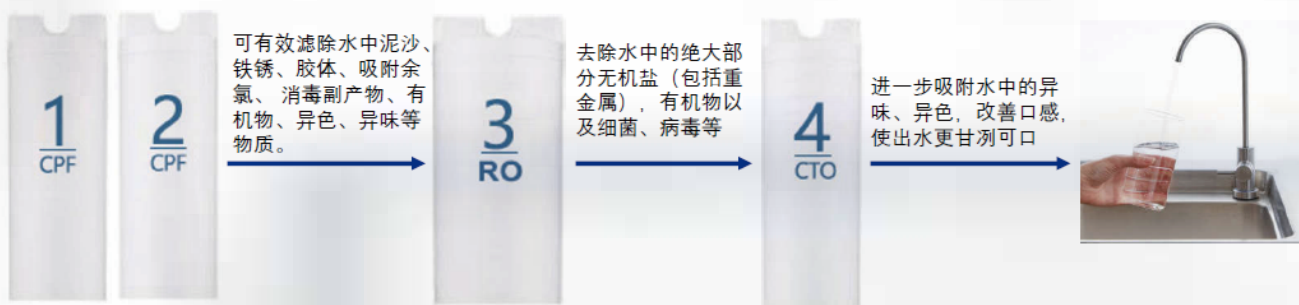 1
CPF
2
CPF
可有效滤除水中泥沙、
铁锈、胶体、吸附余
氯、 消毒副产物、有
机物、异色、异味等
物质。
3
RO
去除水中的绝大部
分无机盐（包括重
金属）, 有机物以
及细菌、病毒等
4
CTO
进一步吸附水中的异
味、异色, 改善口感,
使出水更甘冽可口